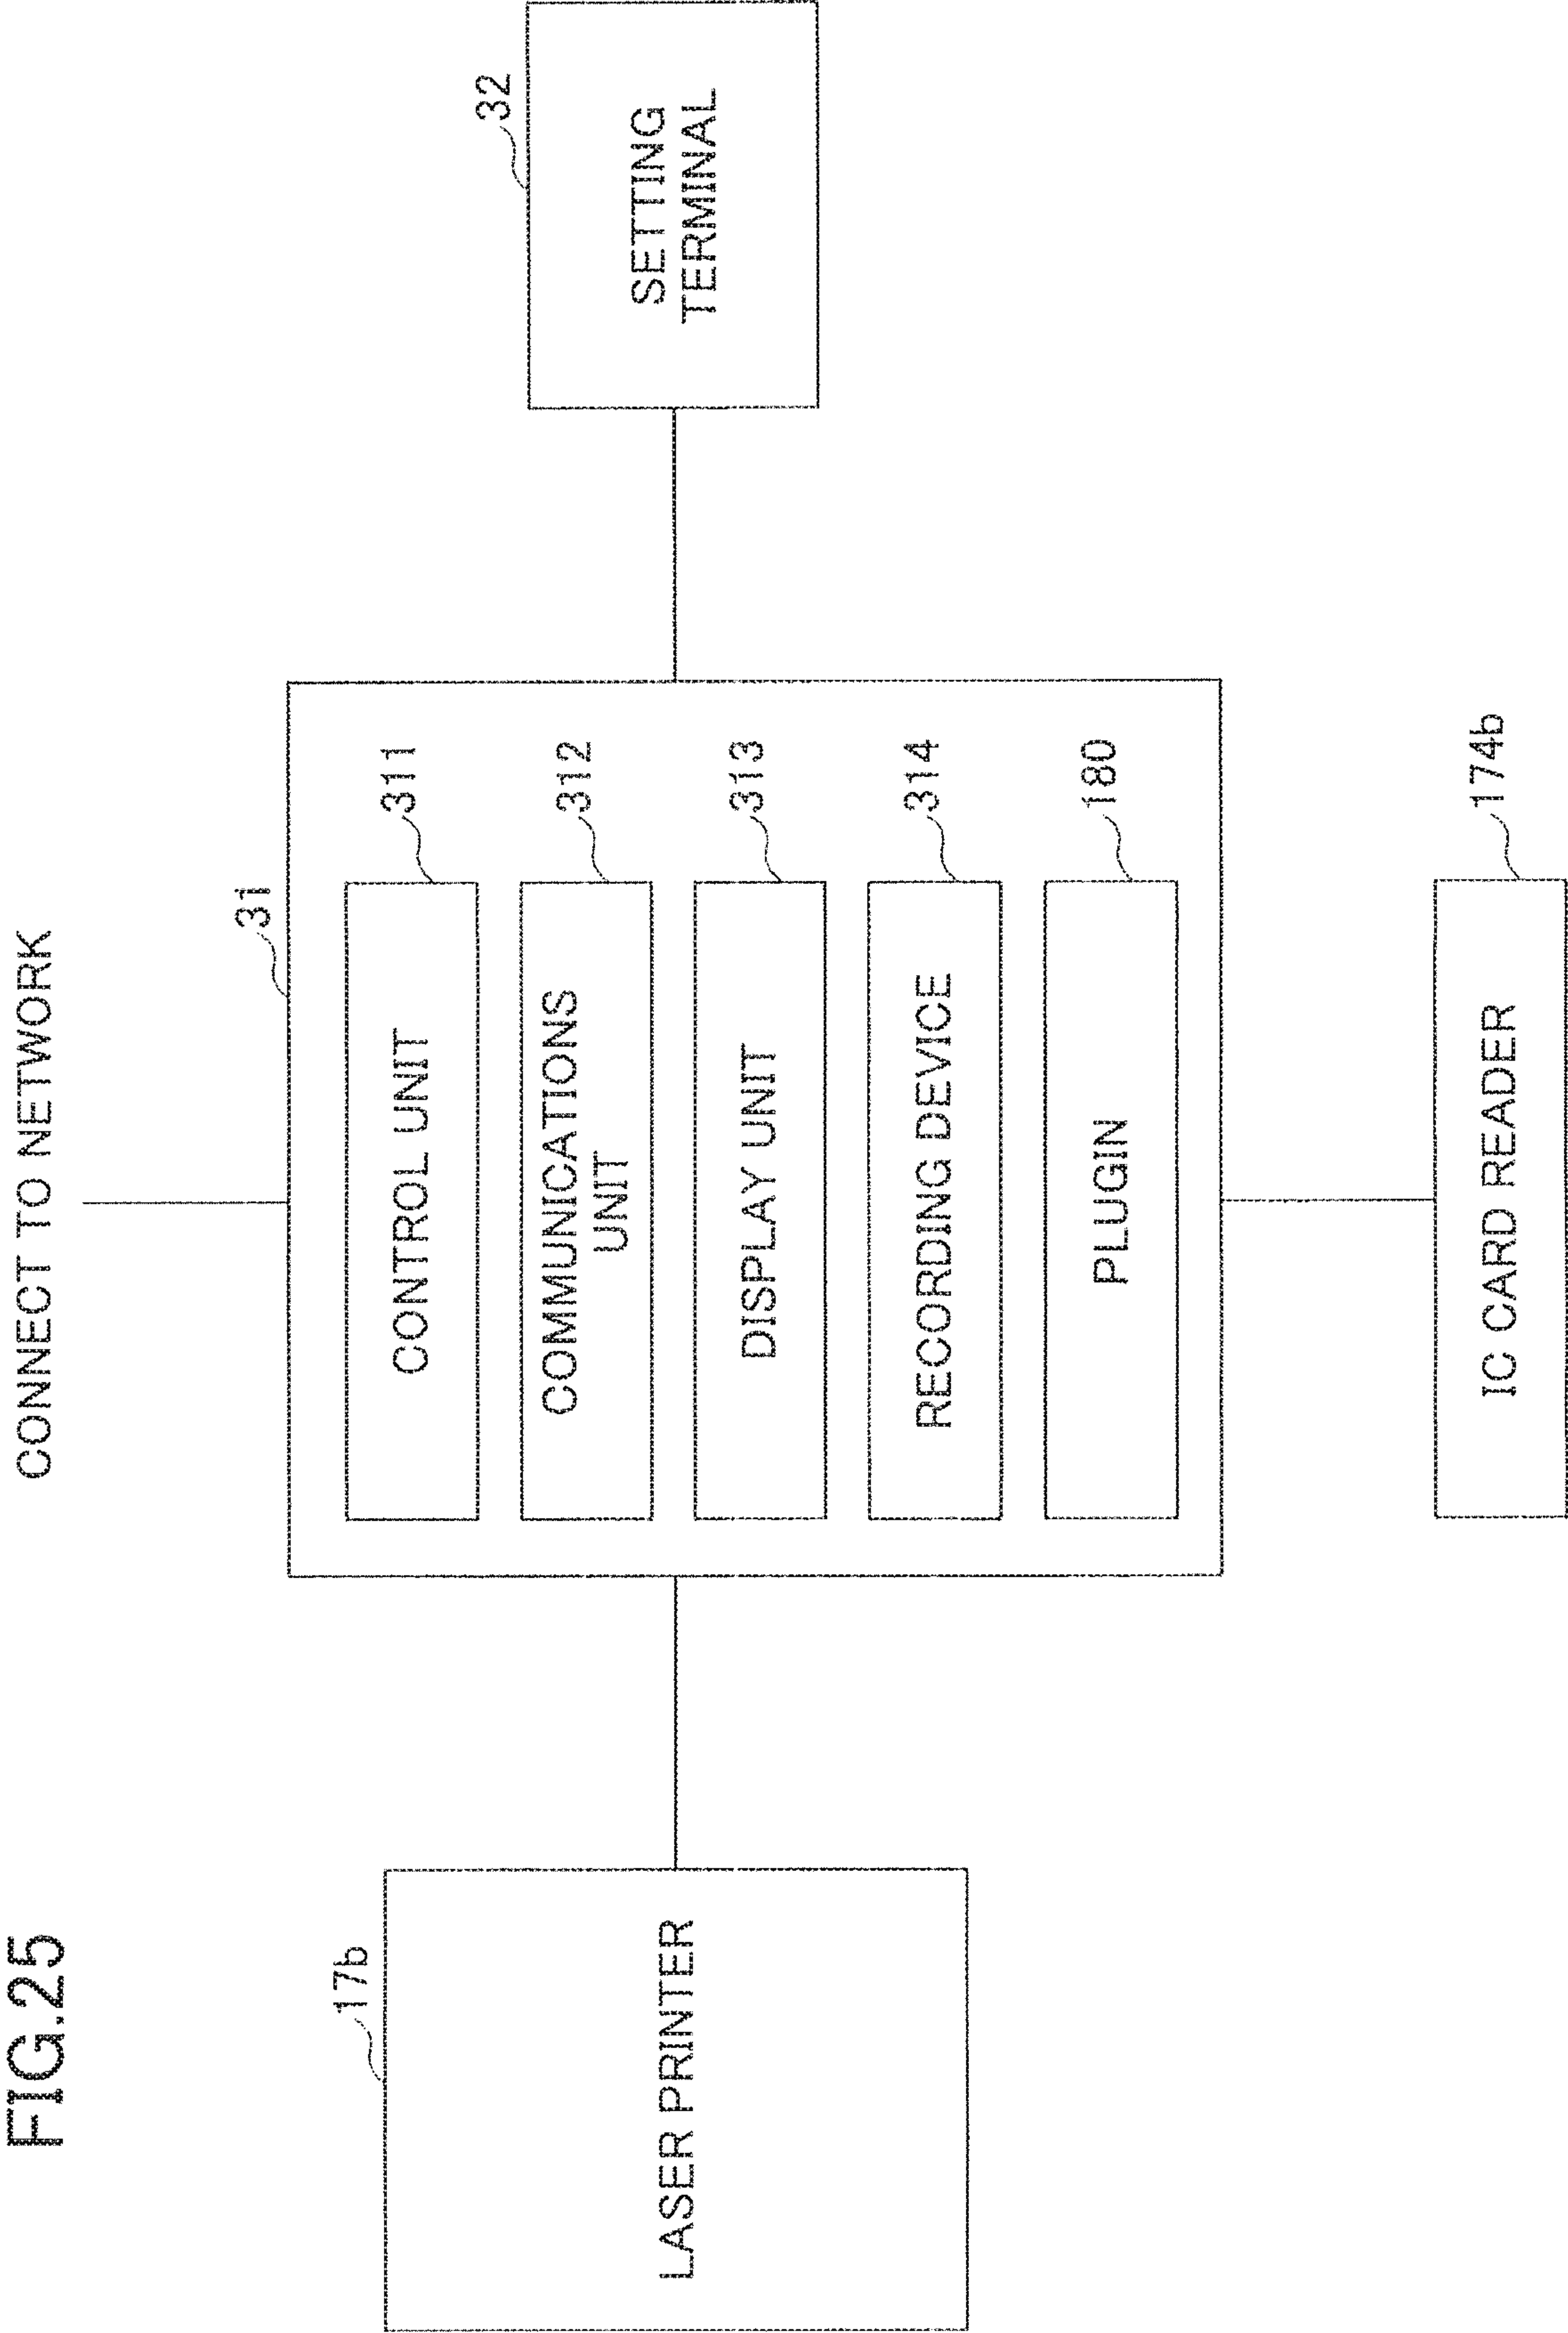 FIG.25
CONNECT TO NETWORK
31
17b
LASER PRINTER
CONTROL UNIT
311
COMMUNICATIONS
UNIT
312
DISPLAY UNIT
313
RECORDING DEVICE
314
PLUGIN
180
32
SETTING
TERMINAL
IC CARD READER
174b